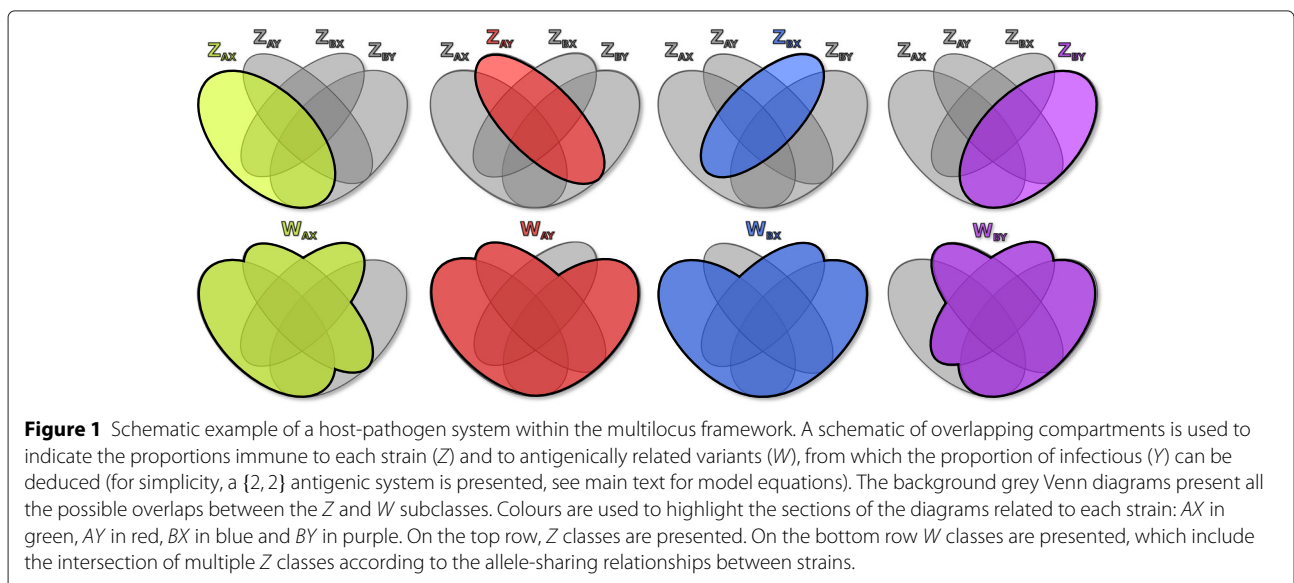 Z_AX Z_AY Z_BX Z_BY Z_AX Z_AY Z_BX Z_BY Z_AX Z_AY Z_BX Z_BY Z_AX Z_AY Z_BX Z_BY
W_AX W_AY W_BX W_BY
Figure 1 Schematic example of a host-pathogen system within the multilocus framework. A schematic of overlapping compartments is used to
indicate the proportions immune to each strain (Z) and to antigenically related variants (W), from which the proportion of infectious (Y) can be
deduced (for simplicity, a {2, 2} antigenic system is presented, see main text for model equations). The background grey Venn diagrams present all
the possible overlaps between the Z and W subclasses. Colours are used to highlight the sections of the diagrams related to each strain: AX in
green, AY in red, BX in blue and BY in purple. On the top row, Z classes are presented. On the bottom row W classes are presented, which include
the intersection of multiple Z classes according to the allele-sharing relationships between strains.